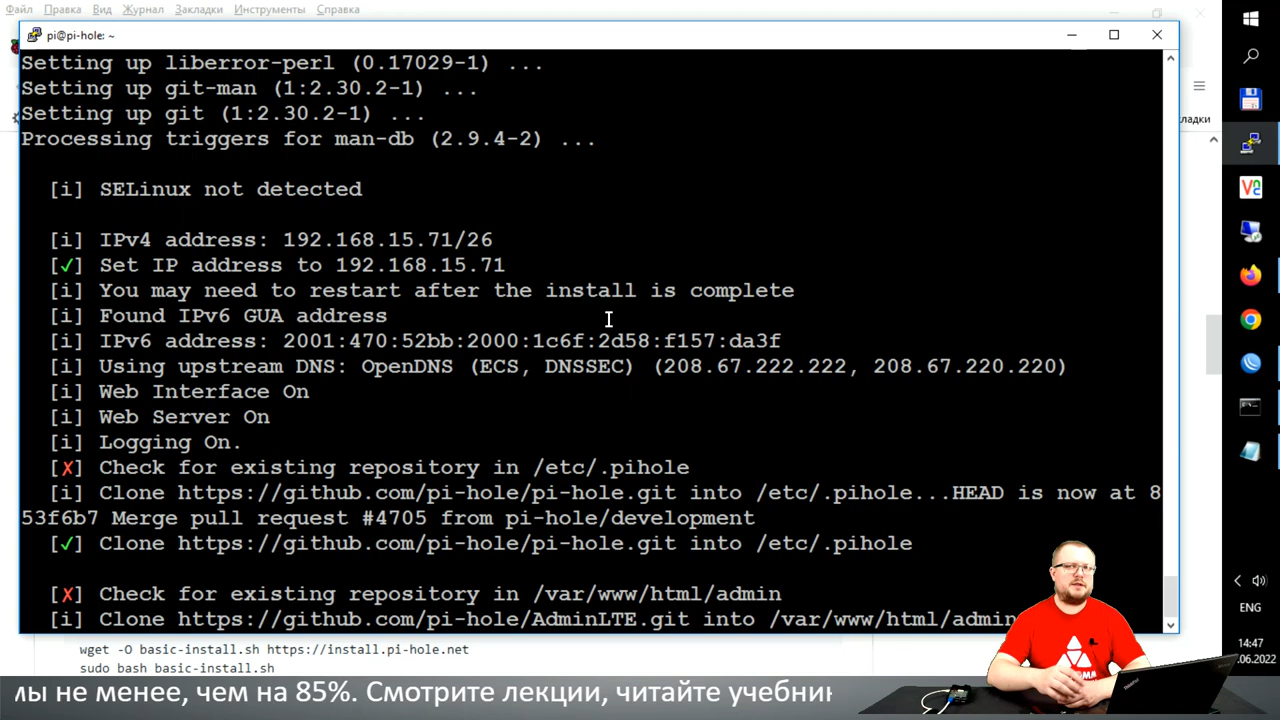 Файл Правка Вид Журнал Закладки Инструменты Справка
pi@pi-hole: ~
Setting up liberror-perl (0.17029-1) ...
Setting up git-man (1:2.30.2-1) ...
Setting up git (1:2.30.2-1) ...
Processing triggers for man-db (2.9.4-2) ...
[i] SELinux not detected
[i] IPv4 address: 192.168.15.71/26
[✓] Set IP address to 192.168.15.71
[i] You may need to restart after the install is complete
[i] Found IPv6 GUA address
[i] IPv6 address: 2001:470:52bb:2000:1c6f:2d58:f157:da3f
[i] Using upstream DNS: OpenDNS (ECS, DNSSEC) (208.67.222.222, 208.67.220.220)
[i] Web Interface On
[i] Web Server On
[i] Logging On.
[✗] Check for existing repository in /etc/.pihole
[i] Clone https://github.com/pi-hole/pi-hole.git into /etc/.pihole...HEAD is now at 8
53f6b7 Merge pull request #4705 from pi-hole/development
[✓] Clone https://github.com/pi-hole/pi-hole.git into /etc/.pihole
[✗] Check for existing repository in /var/www/html/admin
[i] Clone https://github.com/pi-hole/AdminLTE.git into /var/www/html/admin
wget -O basic-install.sh https://install.pi-hole.net
sudo bash basic-install.sh
кладки
ENG
14:47
.06.2022
мы не менее, чем на 85%. Смотрите лекции, читайте учебник